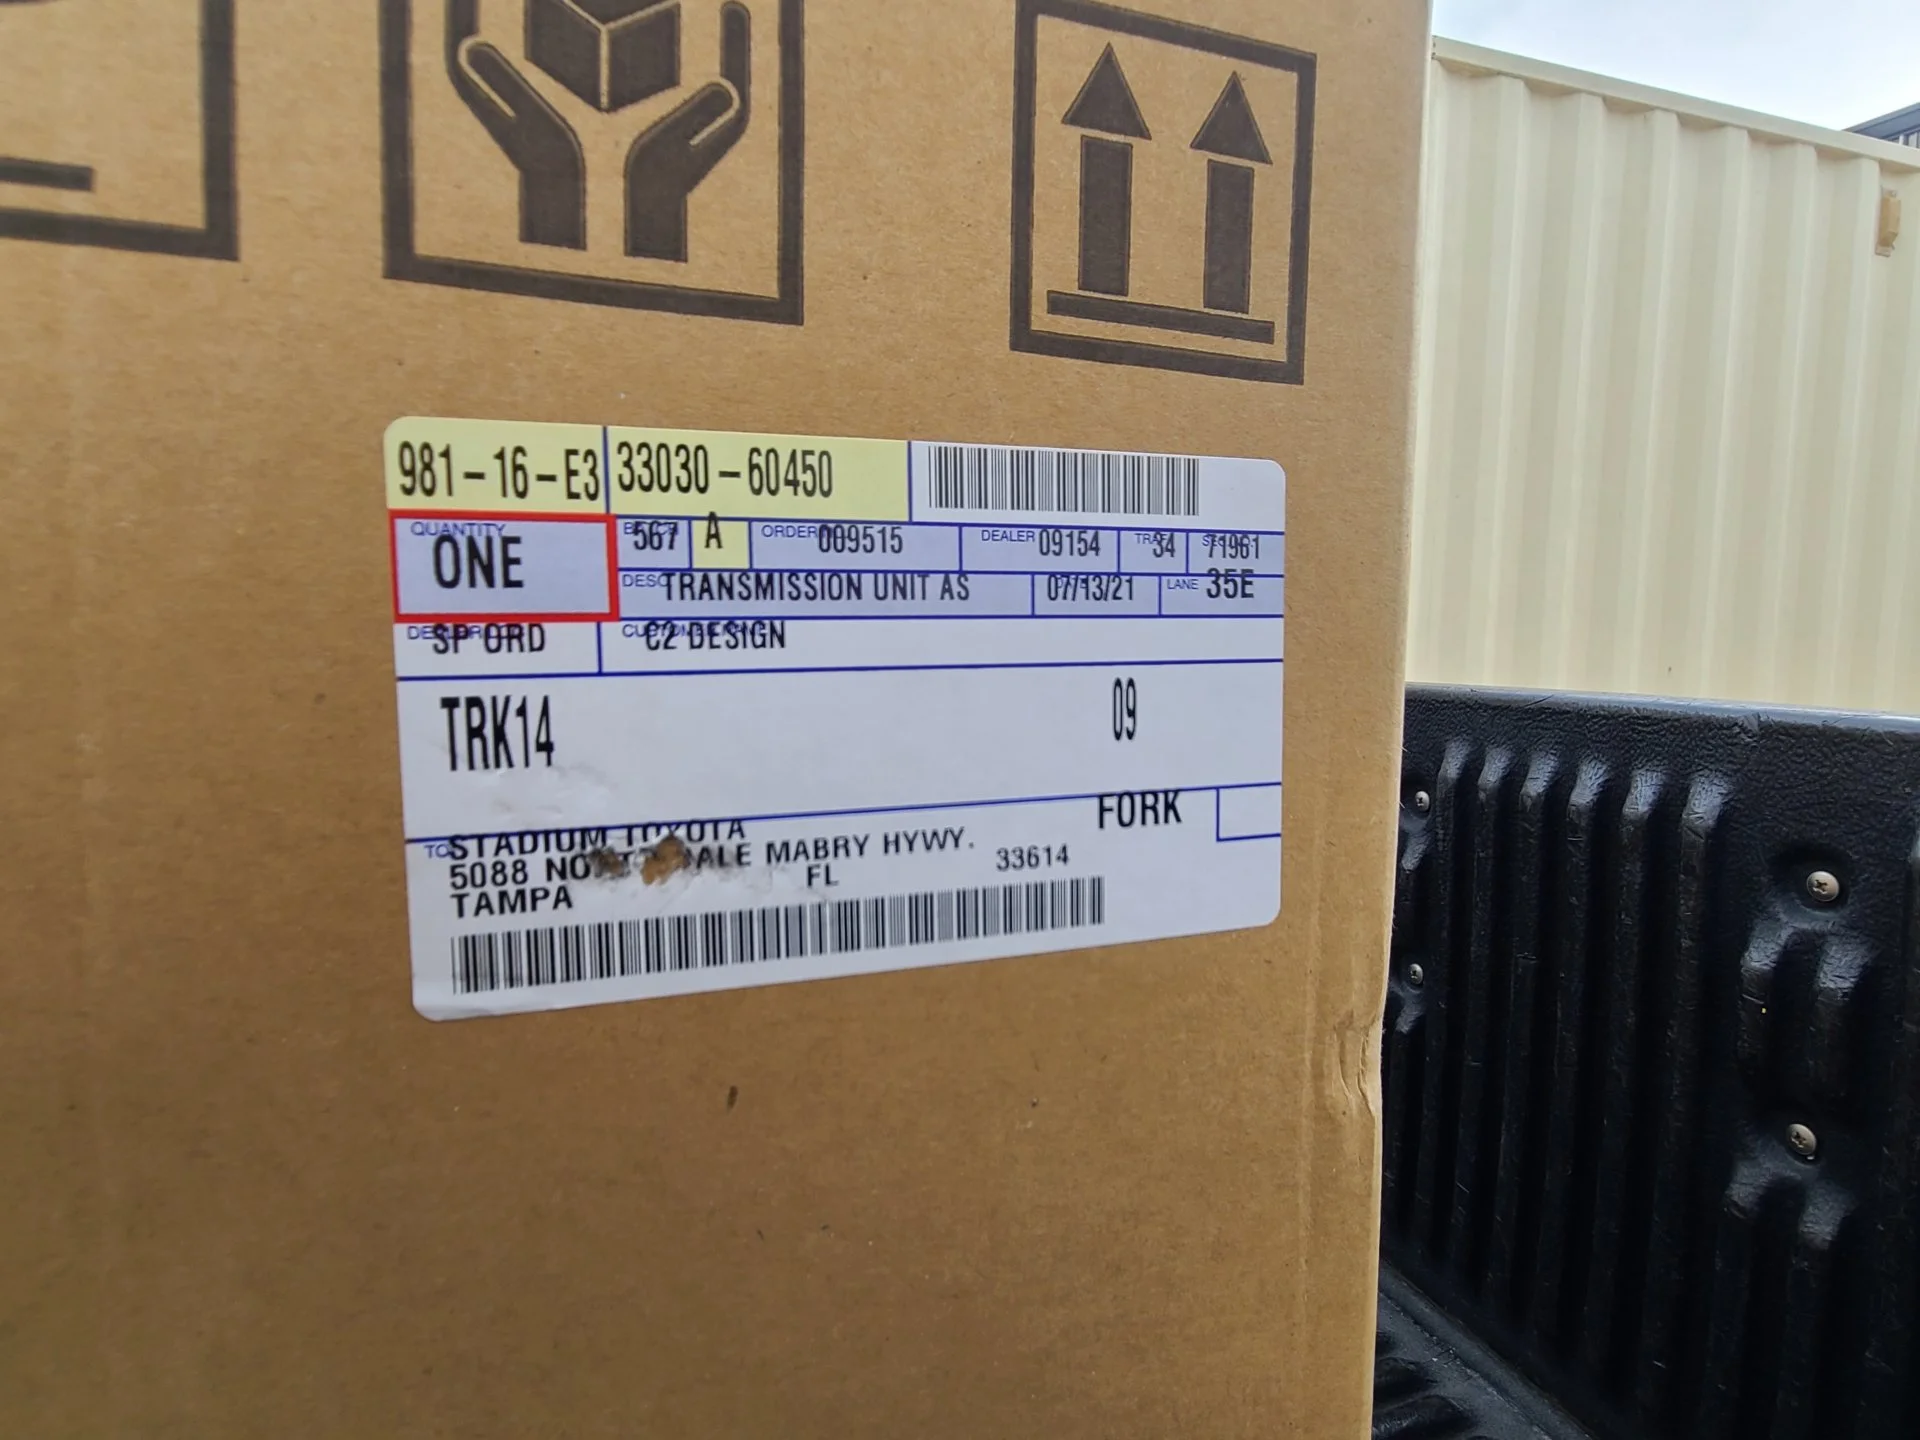 981-16-E3 33030-60450
QUANTITY ONE 567 A ORDER 009515 DEALER 09154 34 71961
DESC TRANSMISSION UNIT AS 07/13/21 LANE 35E
SP ORD C2 DESIGN
TRK14 09
FORK
TO STADIUM TOYOTA
5088 MABRY HYWY.
TAMPA FL 33614